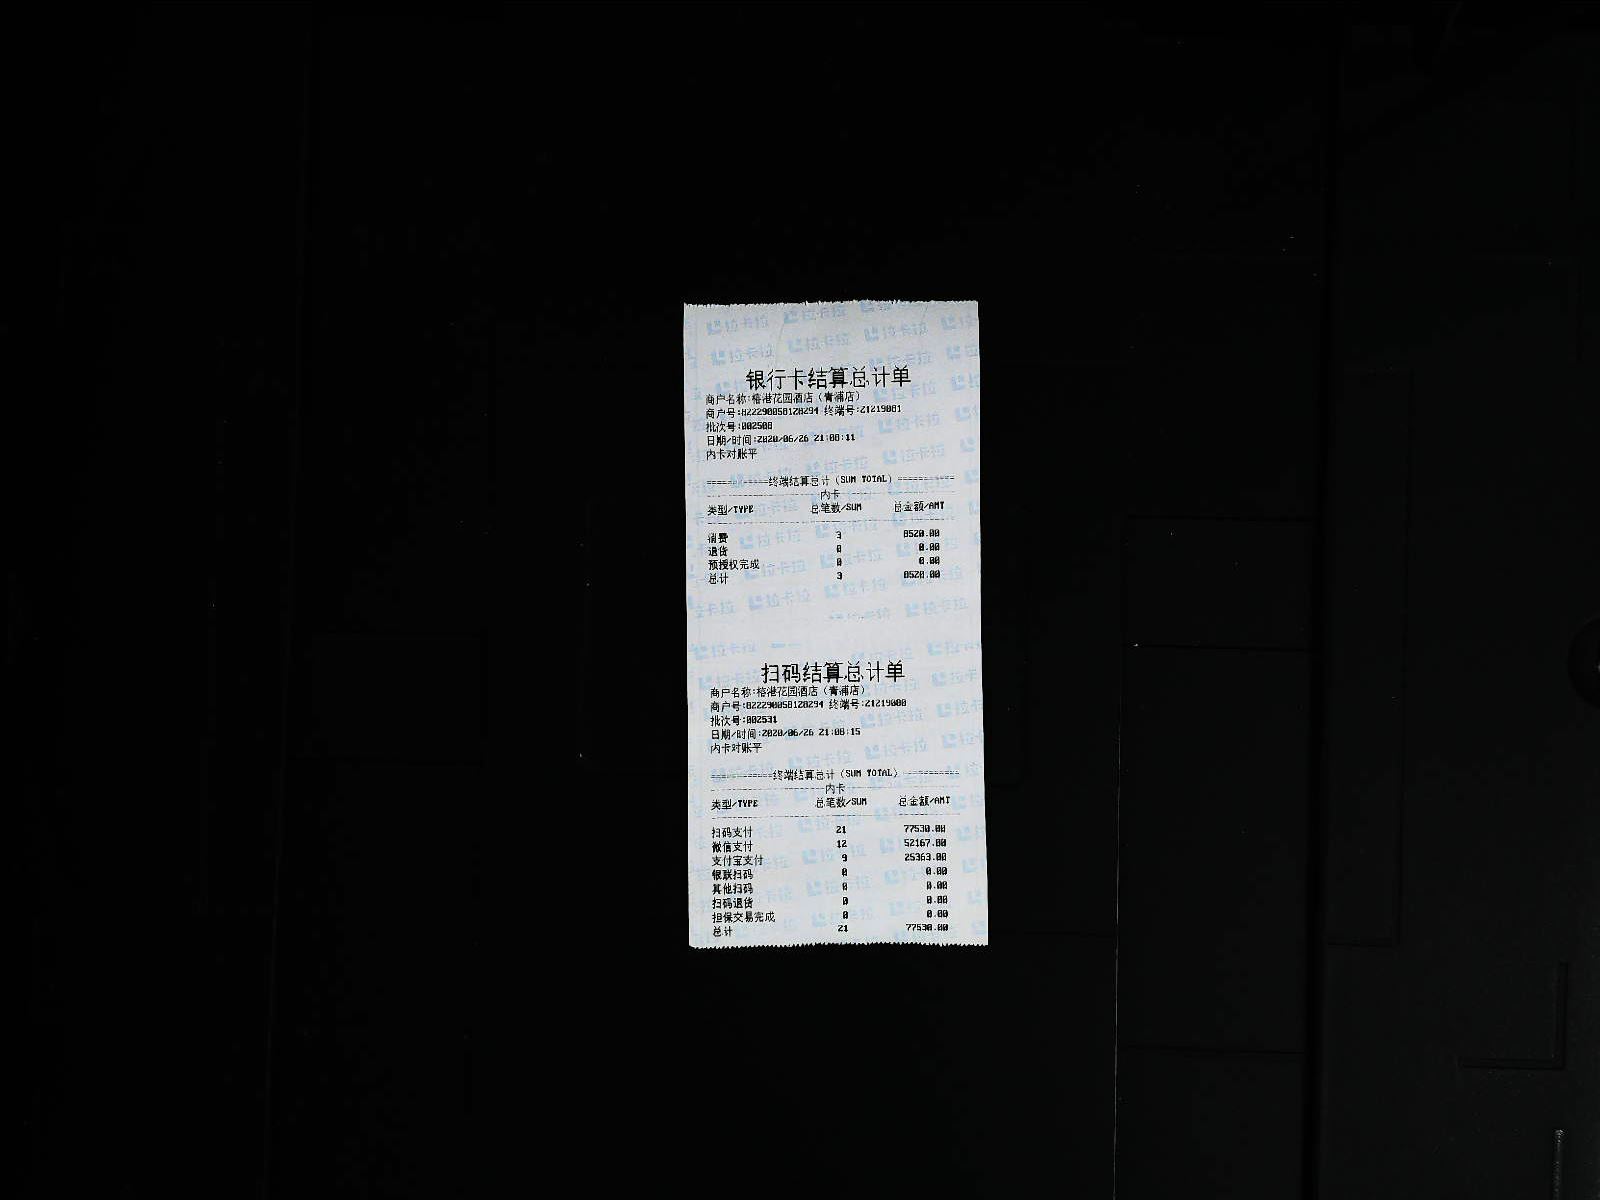 银行卡结算总计单
商户名称:榕港花园酒店（青浦店）
商户号:822290058128294 终端号:21219081
批次号:002508
日期/时间:2020/06/26 21:08:11
内卡对账平
============终端结算总计（SUM TOTAL）===========
内卡
类型/TYPE 总笔数/SUM 总金额/AMT
消费 3 8520.00
退货 0 0.00
预授权完成 0 0.00
总计 3 8520.00
扫码结算总计单
商户名称:榕港花园酒店（青浦店）
商户号:822290058128294 终端号:21219080
批次号:002531
日期/时间:2020/06/26 21:08:15
内卡对账平
============终端结算总计（SUM TOTAL）===========
内卡
类型/TYPE 总笔数/SUM 总金额/AMT
扫码支付 21 77530.00
微信支付 12 52167.00
支付宝支付 9 25363.00
银联扫码 0 0.00
其他扫码 0 0.00
扫码退货 0 0.00
担保交易完成 0 0.00
总计 21 77530.00